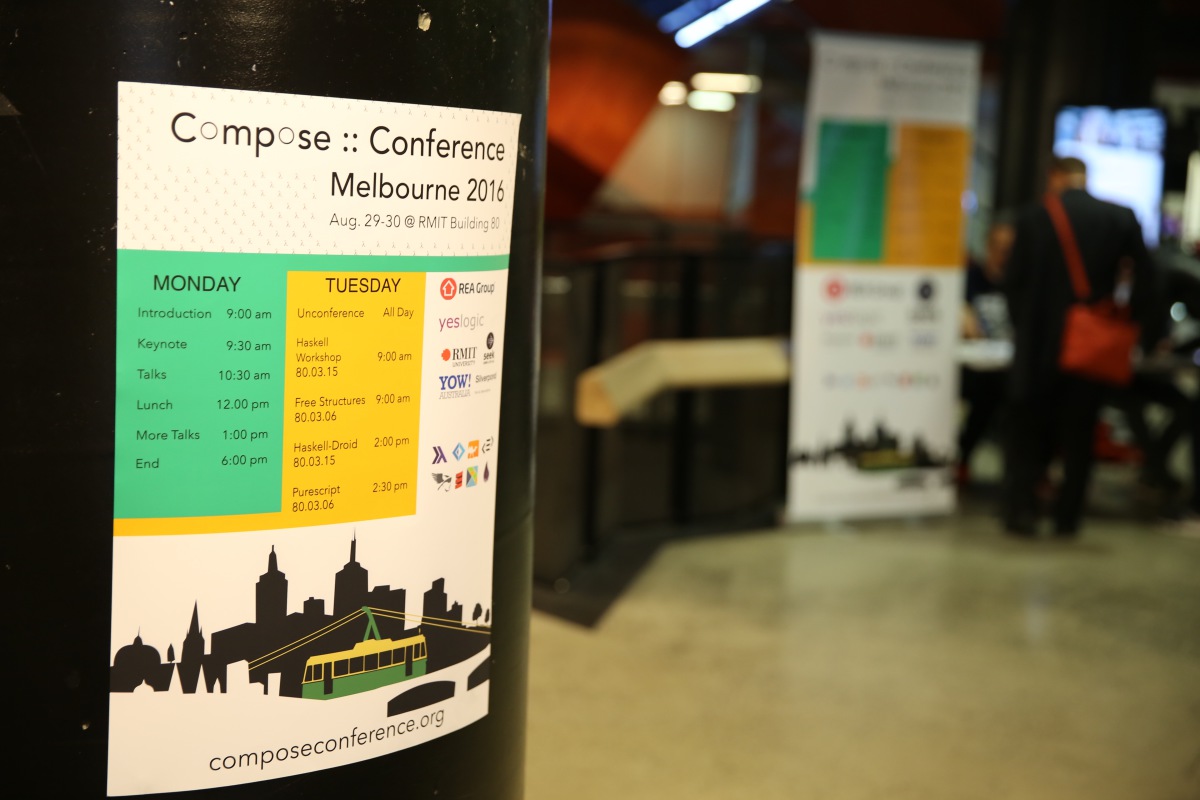 Compose :: Conference
Melbourne 2016
Aug. 29-30 @ RMIT Building 80
MONDAY
Introduction 9:00 am
Keynote 9:30 am
Talks 10:30 am
Lunch 12.00 pm
More Talks 1:00 pm
End 6:00 pm
TUESDAY
Unconference All Day
Haskell
Workshop 9:00 am
80.03.15
Free Structures 9:00 am
80.03.06
Haskell-Droid 2:00 pm
80.03.15
Purescript 2:30 pm
80.03.06
REA Group
yeslogic
RMIT
UNIVERSITY
seek
YOW!
AUSTRALIA
Silverpond
composeconference.org